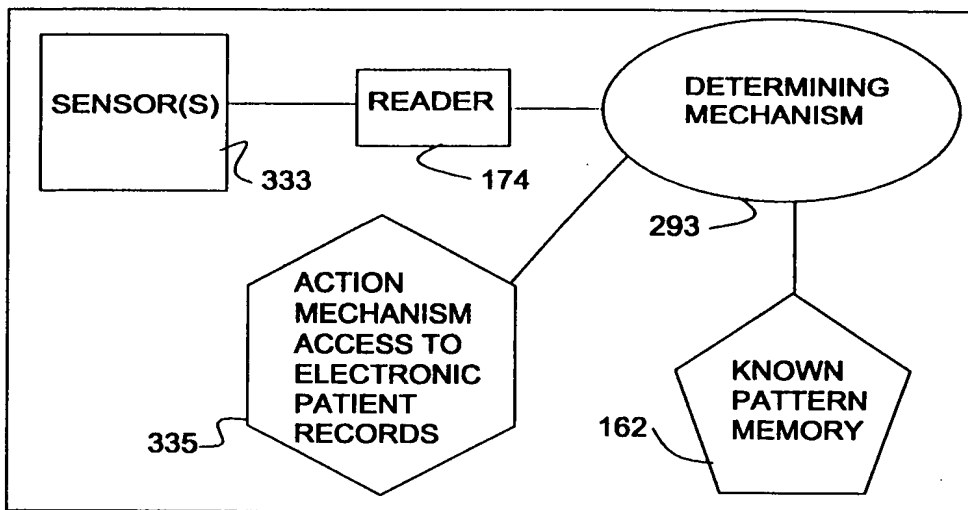 SENSOR(S)
333
READER
174
DETERMINING
MECHANISM
293
ACTION
MECHANISM
ACCESS TO
ELECTRONIC
PATIENT
RECORDS
335
KNOWN
PATTERN
MEMORY
162